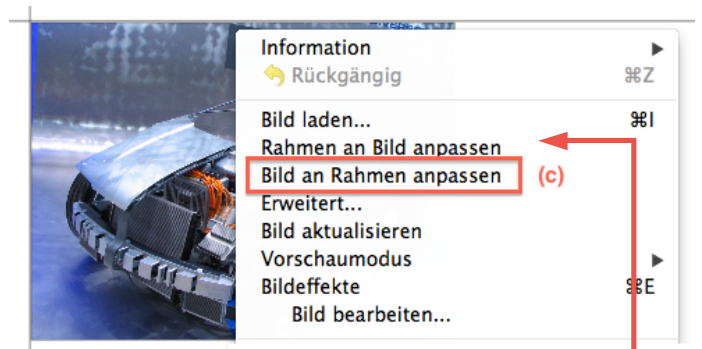 Information
Rückgängig ⌘Z
Bild laden... ⌘I
Rahmen an Bild anpassen
Bild an Rahmen anpassen (c)
Erweitert...
Bild aktualisieren
Vorschaumodus
Bildeffekte ⌘E
Bild bearbeiten...